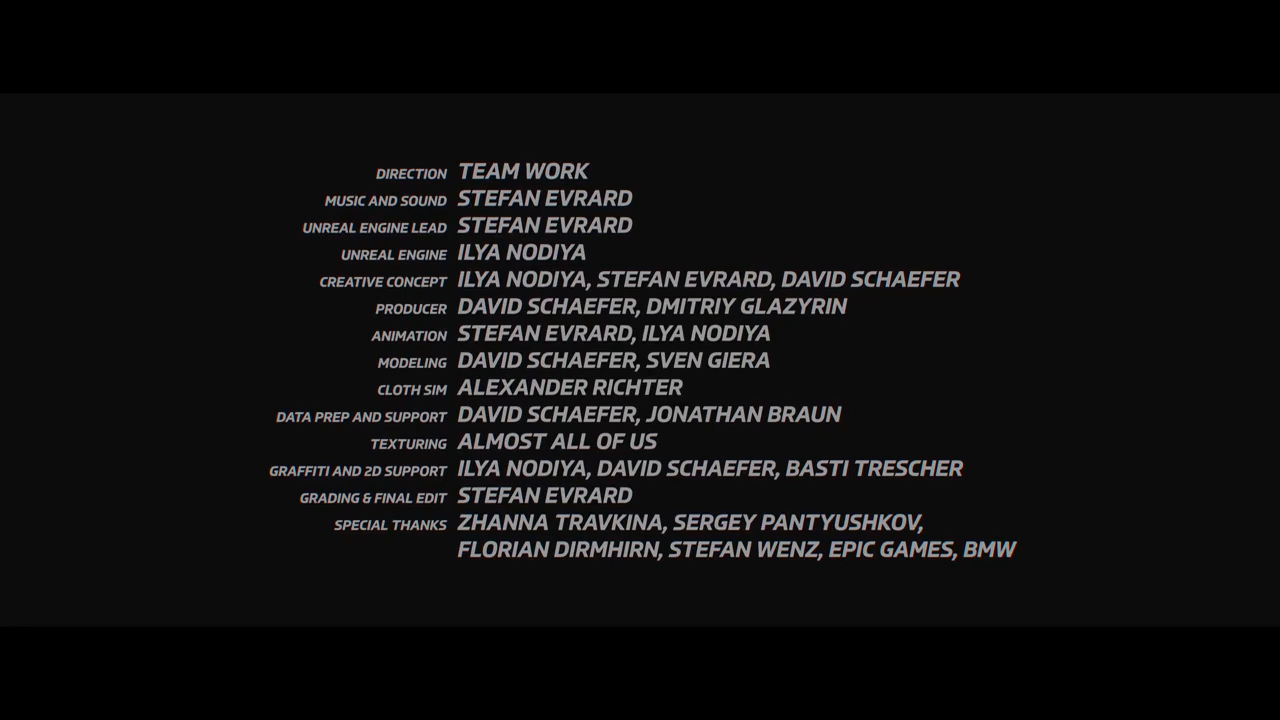 DIRECTION TEAM WORK
MUSIC AND SOUND STEFAN EVRARD
UNREAL ENGINE LEAD STEFAN EVRARD
UNREAL ENGINE ILYA NODIYA
CREATIVE CONCEPT ILYA NODIYA, STEFAN EVRARD, DAVID SCHAEFER
PRODUCER DAVID SCHAEFER, DMITRIY GLAZYRIN
ANIMATION STEFAN EVRARD, ILYA NODIYA
MODELING DAVID SCHAEFER, SVEN GIERA
CLOTH SIM ALEXANDER RICHTER
DATA PREP AND SUPPORT DAVID SCHAEFER, JONATHAN BRAUN
TEXTURING ALMOST ALL OF US
GRAFFITI AND 2D SUPPORT ILYA NODIYA, DAVID SCHAEFER, BASTI TRESCHER
GRADING & FINAL EDIT STEFAN EVRARD
SPECIAL THANKS ZHANNA TRAVKINA, SERGEY PANTYUSHKOV,
FLORIAN DIRMHIRN, STEFAN WENZ, EPIC GAMES, BMW